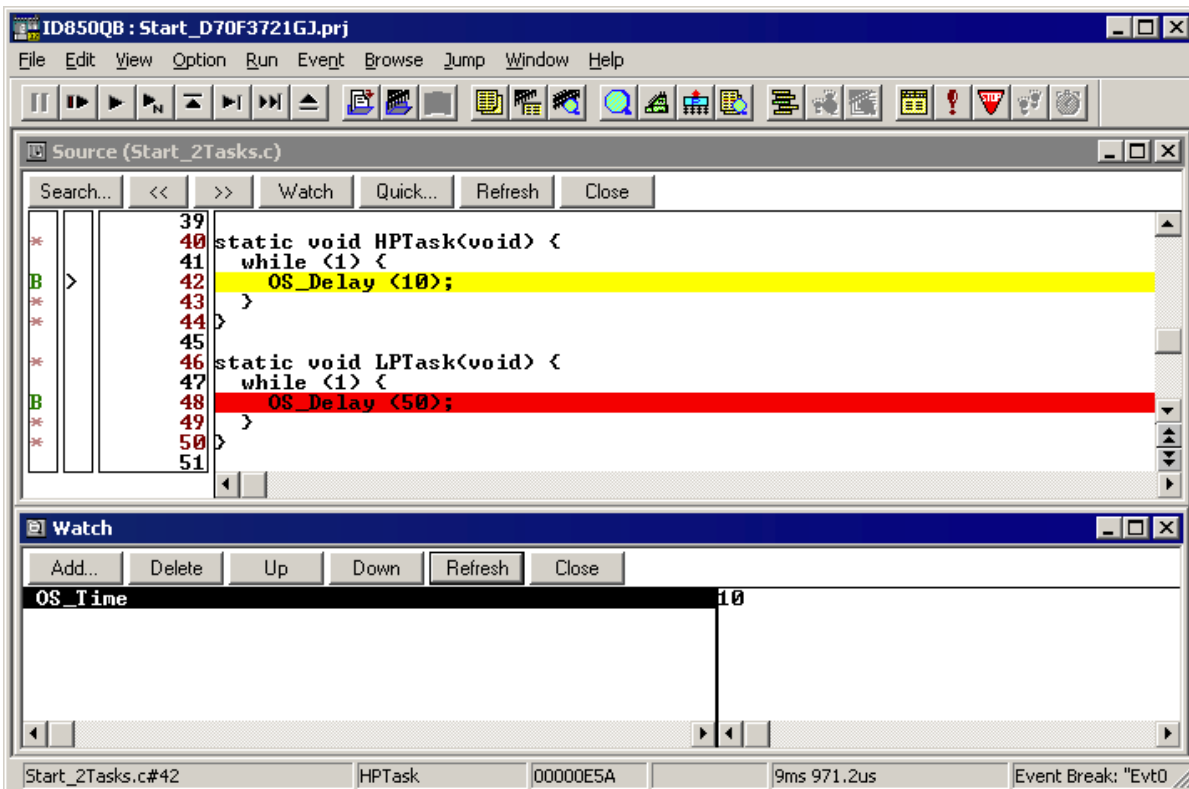 ID850QB : Start_D70F3721GJ.prj
File Edit View Option Run Event Browse Jump Window Help
N STOP
Source (Start_2Tasks.c)
Search... << >> Watch Quick... Refresh Close
39
* 40 static void HPTask(void) {
41 while (1) {
B > 42 OS_Delay (10);
* 43 }
* 44 }
45
* 46 static void LPTask(void) {
47 while (1) {
B 48 OS_Delay (50);
* 49 }
* 50 }
51
Watch
Add... Delete Up Down Refresh Close
OS_Time 10
Start_2Tasks.c#42 HPTask 00000E5A 9ms 971.2us Event Break: "Evt0